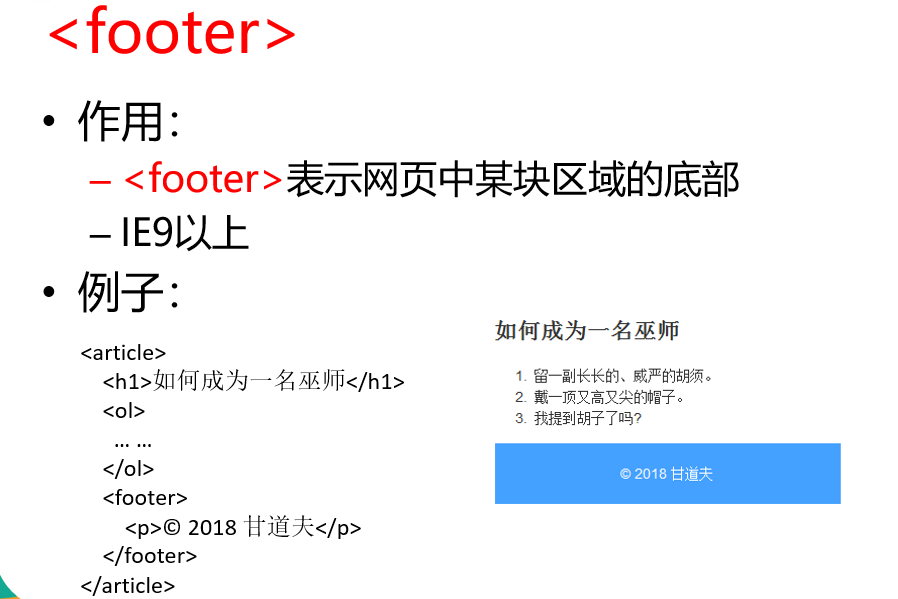 <footer>
• 作用：
– <footer>表示网页中某块区域的底部
– IE9以上
• 例子：
<article>
<h1>如何成为一名巫师</h1>
<ol>
… …
</ol>
<footer>
<p>© 2018 甘道夫</p>
</footer>
</article>
如何成为一名巫师
1. 留一副长长的、威严的胡须。
2. 戴一顶又高又尖的帽子。
3. 我提到胡子了吗?
© 2018 甘道夫